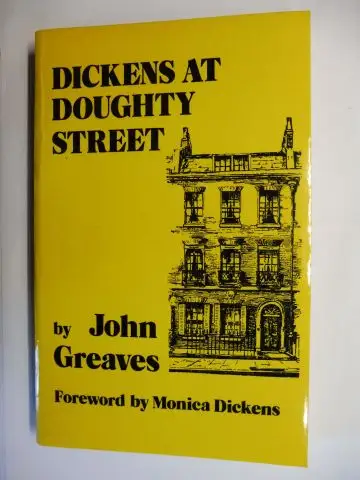 DICKENS AT
DOUGHTY
STREET
by John
Greaves
Foreword by Monica Dickens